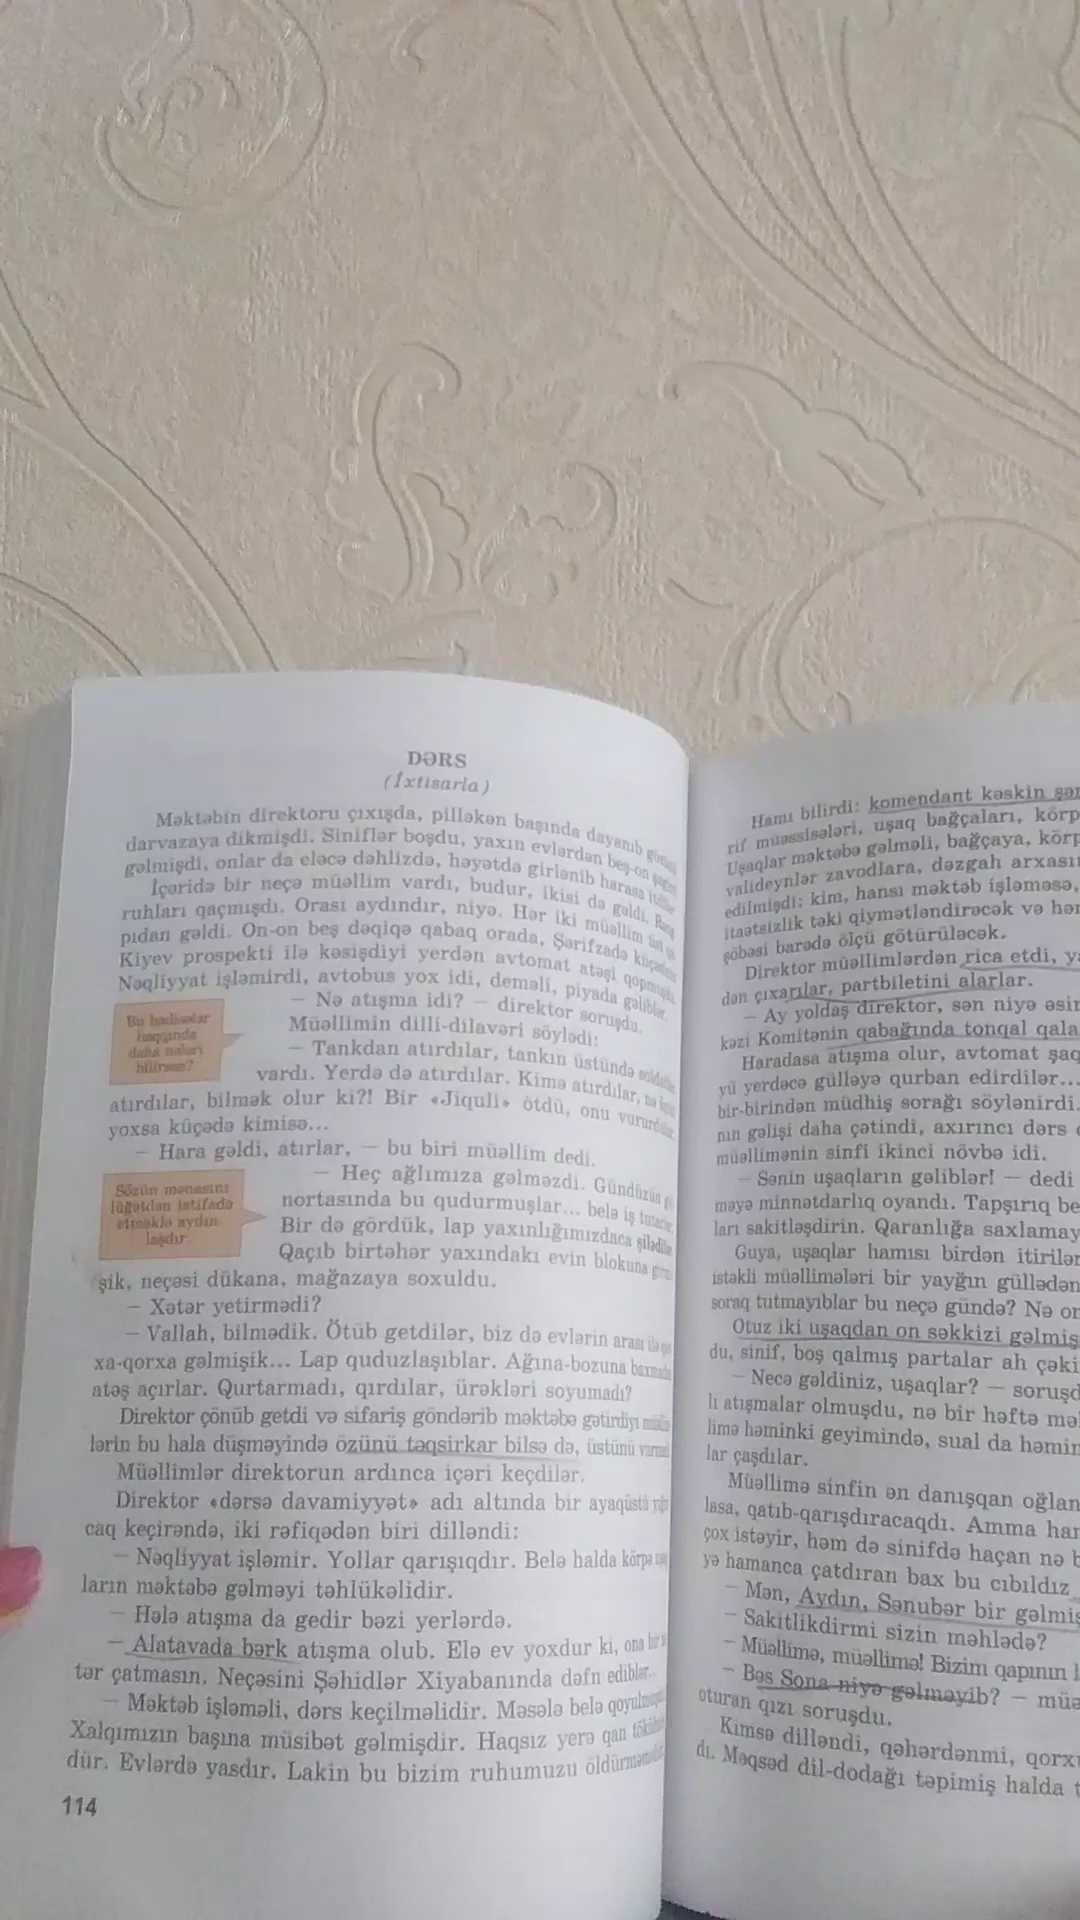 DƏRS
(İxtisarla)
Məktəbin direktoru çıxışda, pilləkən başında dayanıb
darvazaya dikmişdi. Siniflər boşdu, yaxın evlərdən beş-on
gəlmişdi, onlar da eləcə dəhlizdə, həyətdə girlənib harasa
İçəridə bir neçə müəllim vardı, budur, ikisi də gəldi.
ruhları qaçmışdı. Orası aydındır, niyə. Hər iki müəllim
pıdan gəldi. On-on beş dəqiqə qabaq orada, Şərifzadə
Kiyev prospekti ilə kəsişdiyi yerdən avtomat atəşi
Nəqliyyat işləmirdi, avtobus yox idi, deməli, piyada gəliblər.
— Nə atışma idi? — direktor soruşdu.
Müəllimin dilli-dilavəri söylədi:
— Tankdan atırdılar, tankın üstündə
vardı. Yerdə də atırdılar. Kimə atırdılar,
atırdılar, bilmək olur ki?! Bir «Jiquli» ötdü, onu
yoxsa küçədə kimisə...
— Hara gəldi, atırlar, — bu biri müəllim dedi.
— Heç ağlımıza gəlməzdi. Gündüzün
nortasında bu qudurmuşlar... belə iş
Bir də gördük, lap yaxınlığımızdaca
Qaçıb birtəhər yaxındakı evin blokuna
şik, neçəsi dükana, mağazaya soxuldu.
Bu hadisələr
haqqında
daha nələri
bilirsən?
Sözün mənasını
lüğətdən istifadə
etməklə aydın-
laşdır.
— Xətər yetirmədi?
— Vallah, bilmədik. Ötüb getdilər, biz də evlərin arası
xa-qorxa gəlmişik... Lap quduzlaşıblar. Ağına-bozuna
atəş açırlar. Qurtarmadı, qırdılar, ürəkləri soyumadı?
Direktor çönüb getdi və sifariş göndərib məktəbə gətirdiyi
lərin bu hala düşməyində özünü təqsirkar bilsə də, üstünü
Müəllimlər direktorun ardınca içəri keçdilər.
Direktor «dərsə davamiyyət» adı altında bir ayaqüstü
caq keçirəndə, iki rəfiqədən biri dilləndi:
— Nəqliyyat işləmir. Yollar qarışıqdır. Belə halda körpə
ların məktəbə gəlməyi təhlükəlidir.
— Hələ atışma da gedir bəzi yerlərdə.
— Alatavada bərk atışma olub. Elə ev yoxdur ki, ona
tər çatmasın. Neçəsini Şəhidlər Xiyabanında dəfn ediblər..
— Məktəb işləməli, dərs keçilməlidir. Məsələ belə
Xalqımızın başına müsibət gəlmişdir. Haqsız yerə qan
dür. Evlərdə yasdır. Lakin bu bizim ruhumuzu
114
Hamı bilirdi: komendant kəskin
rif müəssisələri, uşaq bağçaları,
Uşaqlar məktəbə gəlməli, bağçaya,
valideynlər zavodlara, dəzgah
edilmişdi: kim, hansı məktəb işləməsə,
itaətsizlik təki qiymətləndirəcək və
şöbəsi barədə ölçü götürüləcək.
Direktor müəllimlərdən rica etdi,
dən çıxarılar, partbiletini alarlar.
— Ay yoldaş direktor, sən niyə
kəzi Komitənin qabağında tonqal
Haradasa atışma olur, avtomat
yü yerdəcə gülləyə qurban edirdilər...
bir-birindən müdhiş sorağı söylənirdi.
nın gəlişi daha çətindi, axırıncı dərs
müəllimənin sinfi ikinci növbə idi.
— Sənin uşaqların gəliblər! — dedi
məyə minnətdarlıq oyandı. Tapşırıq
ları sakitləşdirin. Qaranlığa
Guya, uşaqlar hamısı birdən
istəkli müəllimələri bir yayğın güllədən
soraq tutmayıblar bu neçə gündə? Nə
Otuz iki uşaqdan on səkkizi
du, sinif, boş qalmış partalar ah
— Necə gəldiniz, uşaqlar? —
lı atışmalar olmuşdu, nə bir həftə
limə həminki geyimində, sual da
lar çaşdılar.
Müəllimə sinfin ən danışqan
lasa, qatıb-qarışdıracaqdı. Amma
çox istəyir, həm də sinifdə haçan nə
yə hamanca çatdıran bax bu cıbıldız
— Mən, Aydın, Sənubər bir
— Sakitlikdirmi sizin məhlədə?
— Müəllimə, müəllimə! Bizim qapının
— Bəs Sona niyə gəlməyib? —
oturan qızı soruşdu.
Kimsə dilləndi, qəhərdənmi,
dı. Məqsəd dil-dodağı təpimiş halda